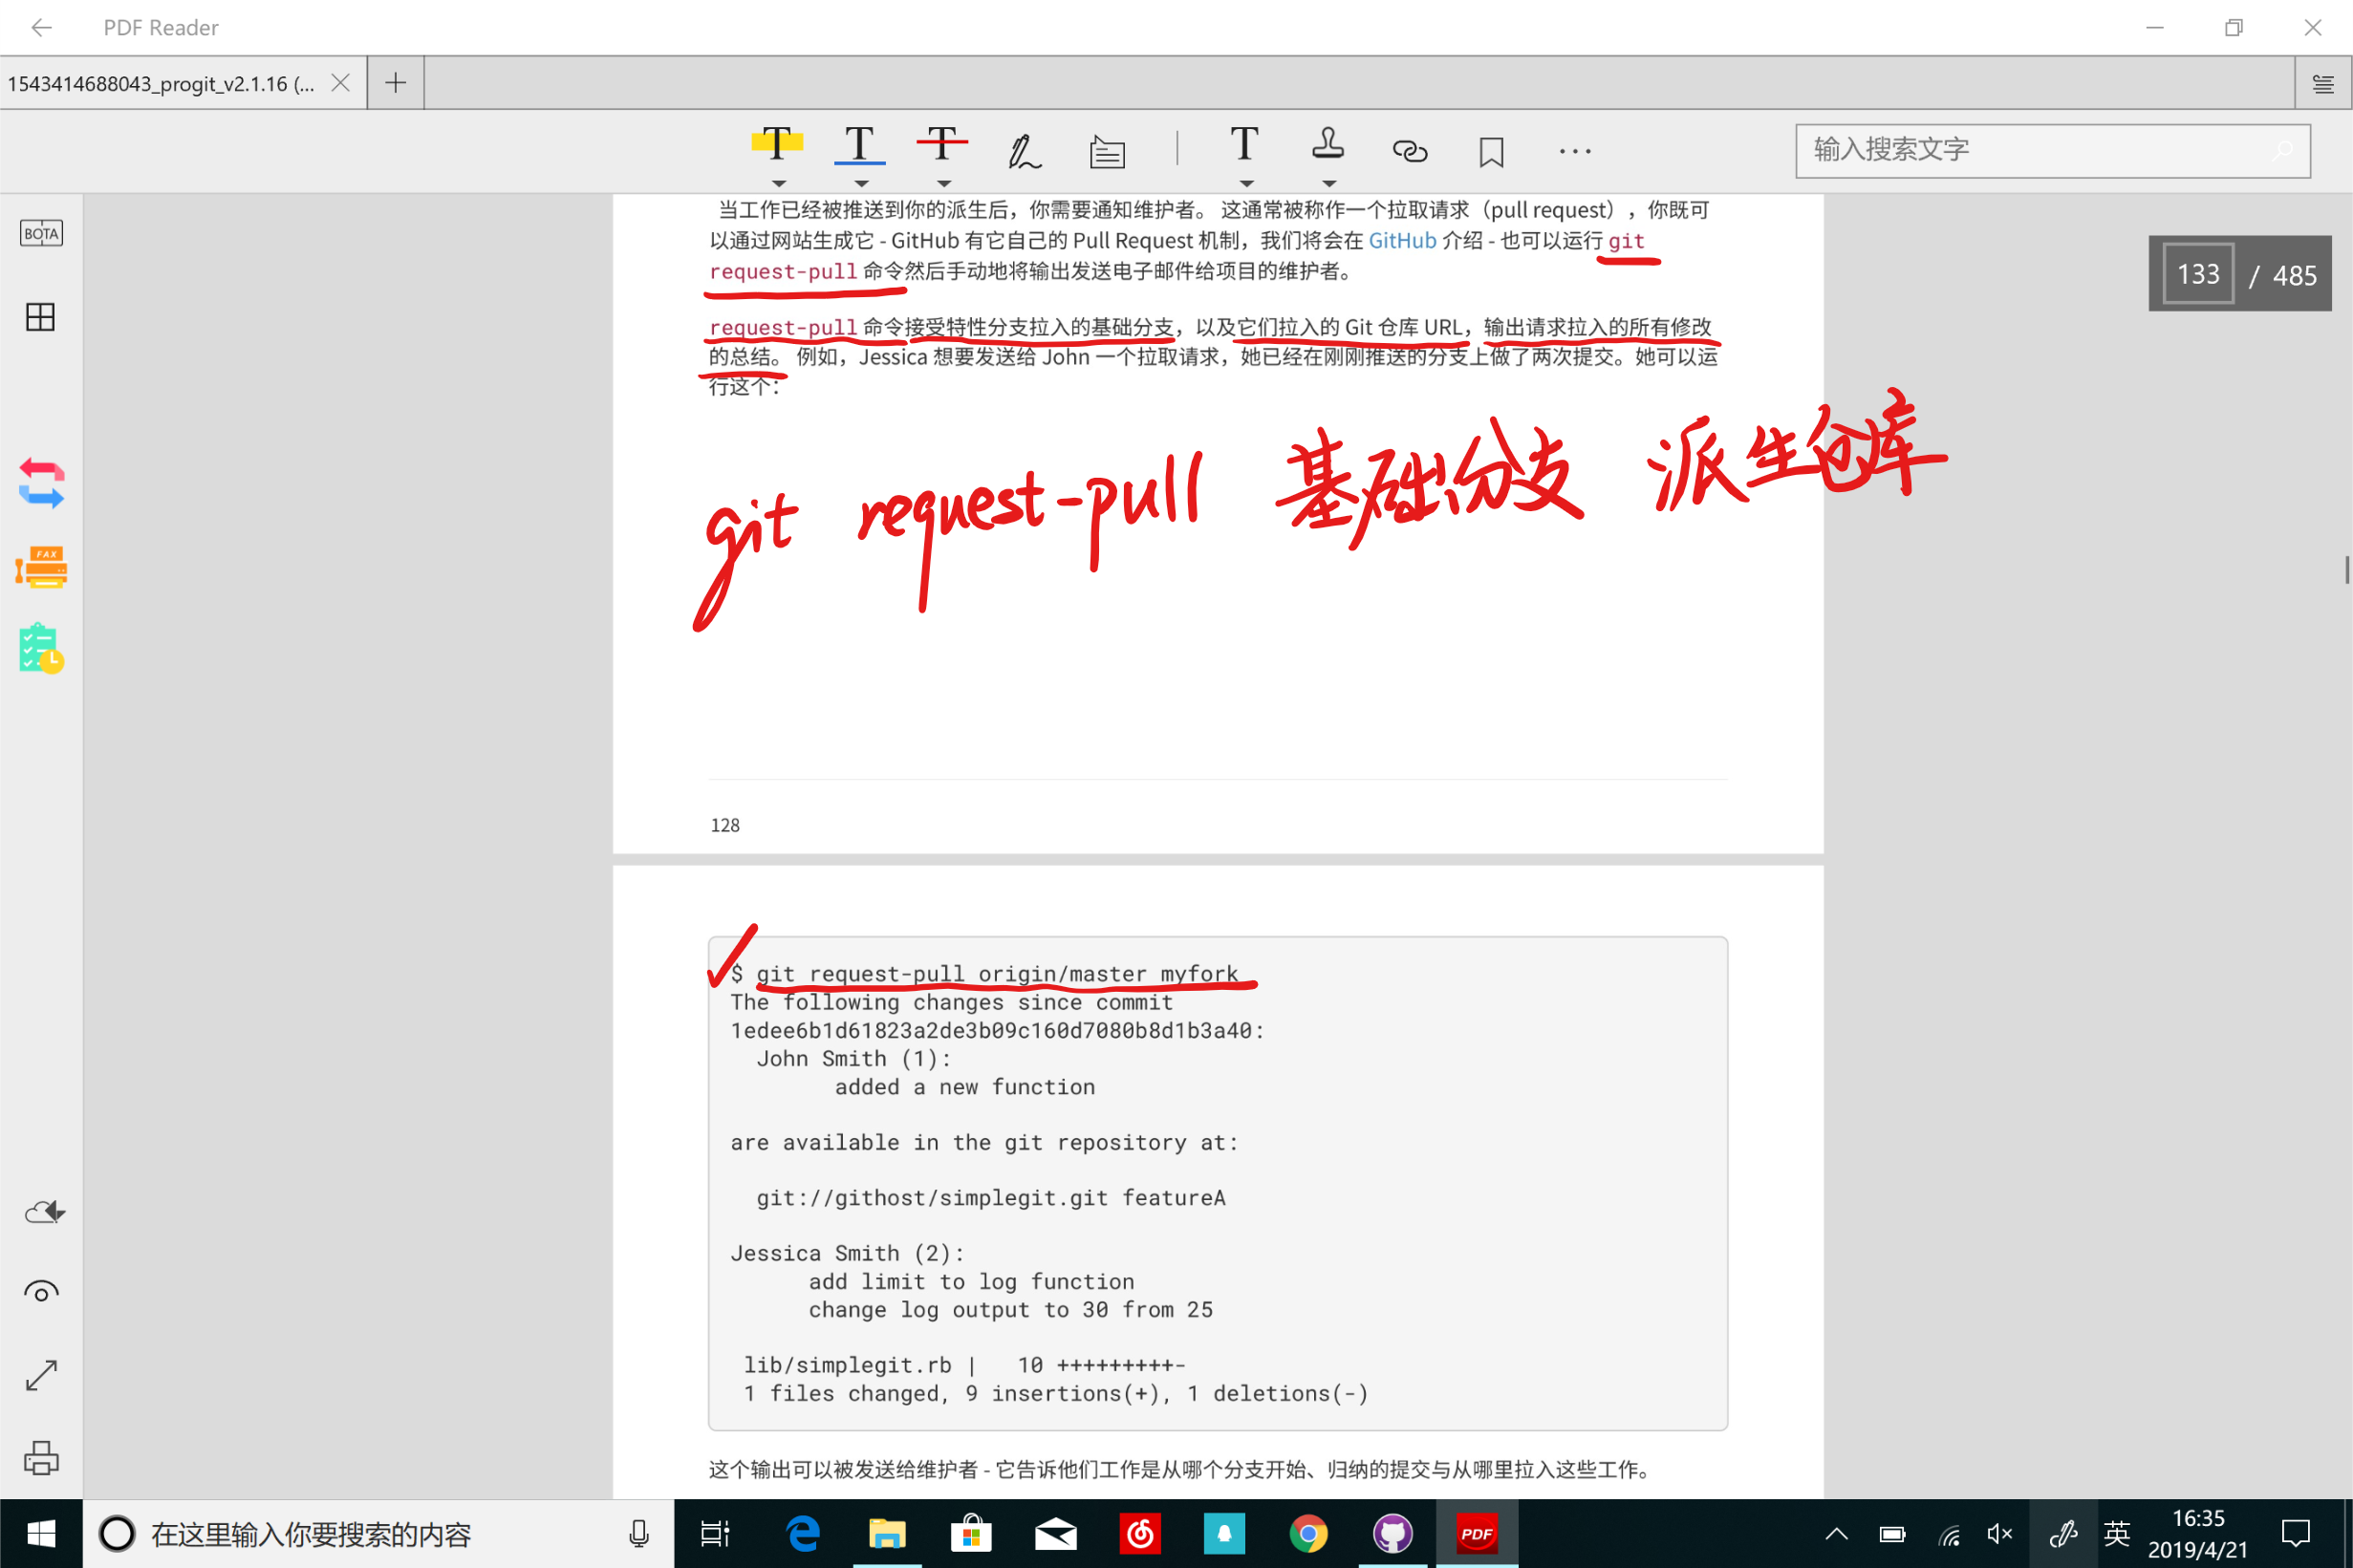 PDF Reader
1543414688043_progit_v2.1.16 (...
输入搜索文字
BOTA
133 / 485
FAX
当工作已经被推送到你的派生后，你需要通知维护者。 这通常被称作一个拉取请求（pull request），你既可
以通过网站生成它 - GitHub 有它自己的 Pull Request 机制，我们将会在 GitHub 介绍 - 也可以运行 git
request-pull 命令然后手动地将输出发送电子邮件给项目的维护者。
request-pull 命令接受特性分支拉入的基础分支，以及它们拉入的 Git 仓库 URL，输出请求拉入的所有修改
的总结。 例如，Jessica 想要发送给 John 一个拉取请求，她已经在刚刚推送的分支上做了两次提交。她可以运
行这个：
git request-pull 基础分支 派生仓库
128
$ git request-pull origin/master myfork
The following changes since commit
1edee6b1d61823a2de3b09c160d7080b8d1b3a40:
John Smith (1):
added a new function
are available in the git repository at:
git://githost/simplegit.git featureA
Jessica Smith (2):
add limit to log function
change log output to 30 from 25
lib/simplegit.rb | 10 +++++++++-
1 files changed, 9 insertions(+), 1 deletions(-)
这个输出可以被发送给维护者 - 它告诉他们工作是从哪个分支开始、归纳的提交与从哪里拉入这些工作。
在这里输入你要搜索的内容
PDF
英
16:35
2019/4/21